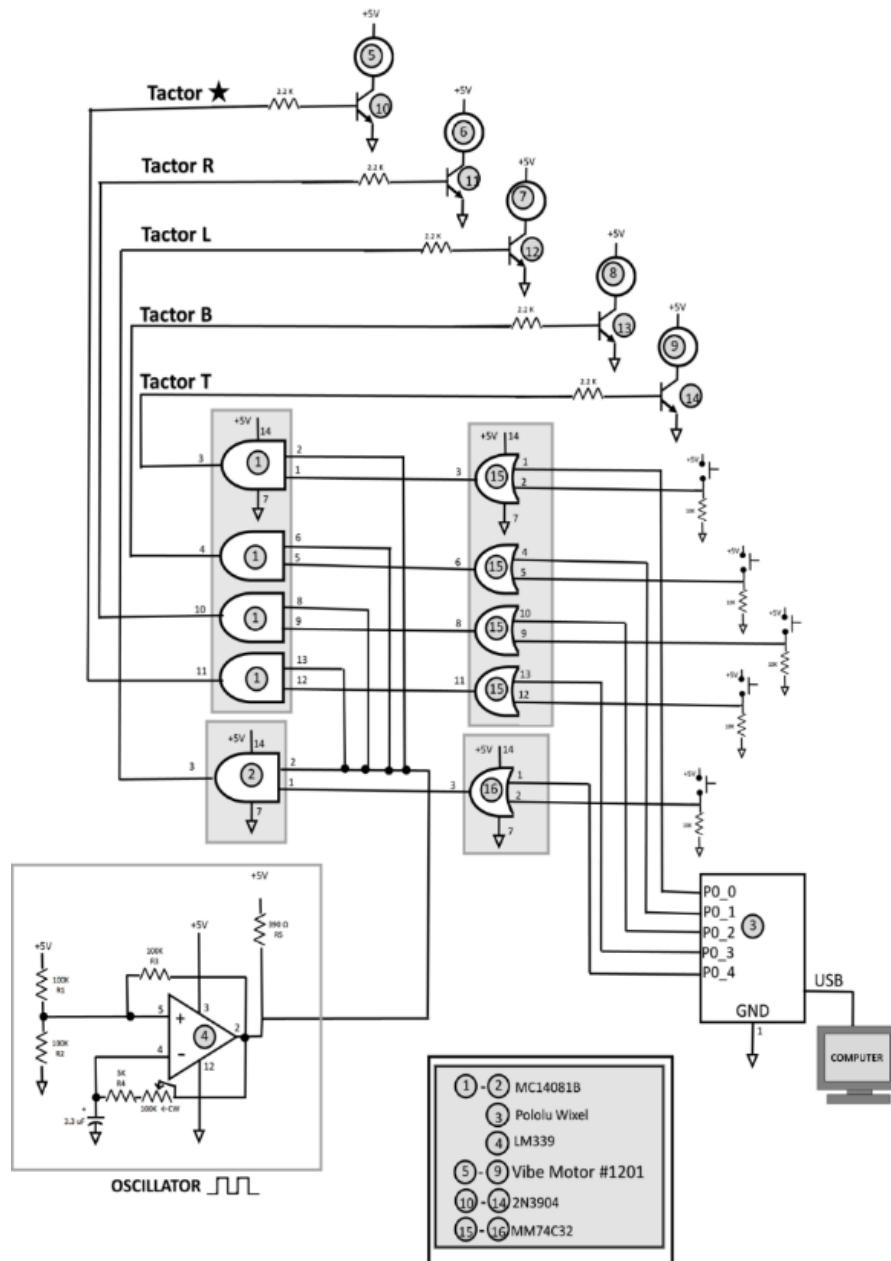 +5V
5
Tactor ★
2.2 K
10
+5V
6
Tactor R
2.2 K
11
+5V
7
Tactor L
2.2 K
12
+5V
8
Tactor B
2.2 K
13
+5V
9
Tactor T
2.2 K
14
+5V
14
3
1
2
1
7
+5V
14
3
15
1
2
7
+5V
10K
4
1
6
5
6
15
4
5
+5V
10K
10
1
8
9
8
15
10
9
+5V
10K
11
1
13
12
11
15
13
12
+5V
10K
+5V
14
3
2
2
1
7
+5V
14
3
16
1
2
7
+5V
10K
P0_0
P0_1
P0_2
P0_3
P0_4
3
GND
1
USB
COMPUTER
+5V
390 Ω
R5
+5V
+5V
100K
R1
100K
R2
100K
R3
5
+
4
-
4
3
2
12
5K
R4
100K
CW
+
OSCILLATOR
1 - 2 MC14081B
3 Pololu Wixel
4 LM339
5 - 9 Vibe Motor #1201
10 - 14 2N3904
15 - 16 MM74C32